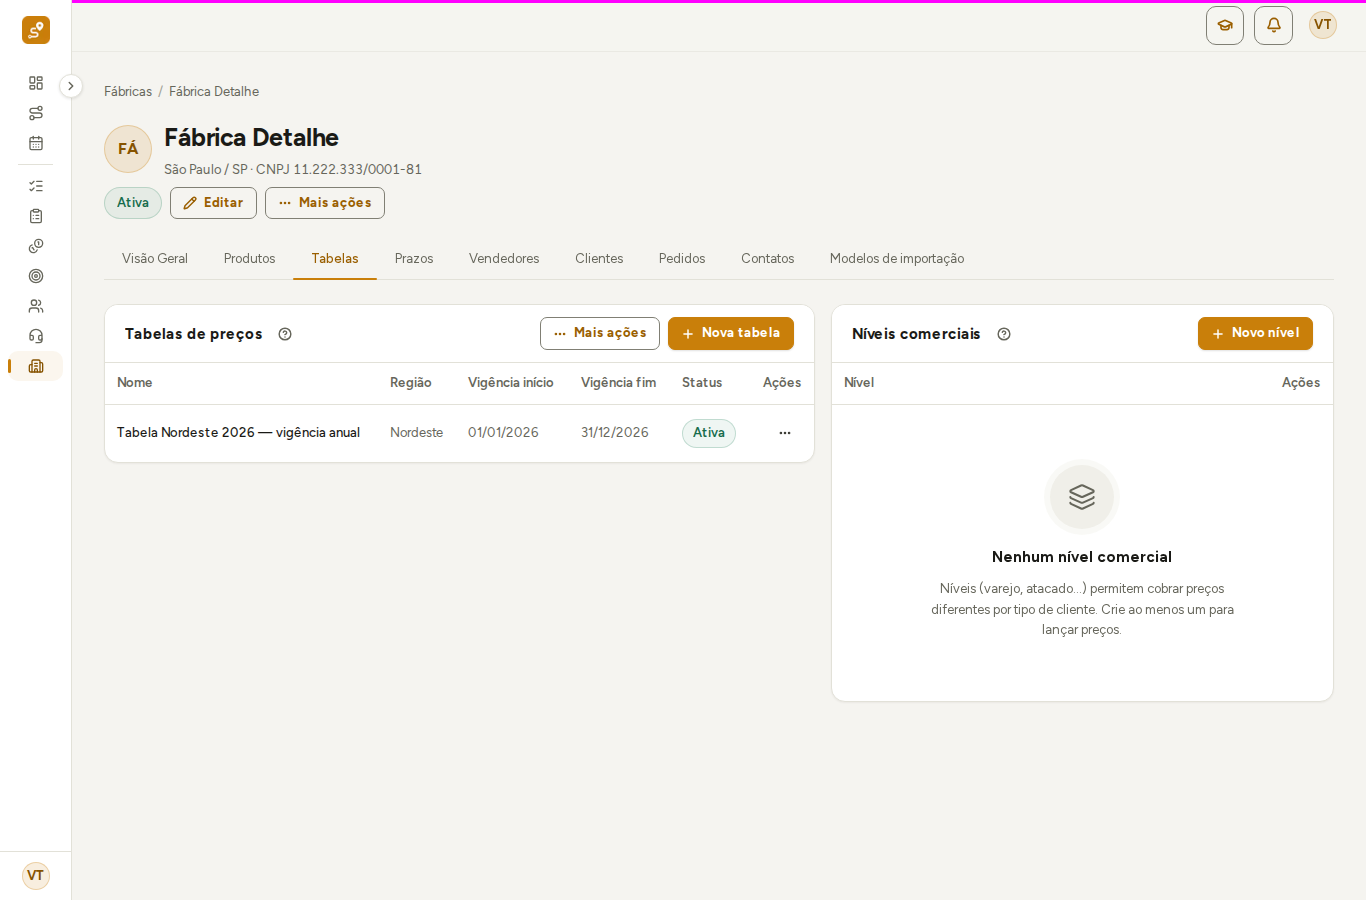 VT
Fábricas / Fábrica Detalhe
FÁ
Fábrica Detalhe
São Paulo / SP · CNPJ 11.222.333/0001-81
Ativa
Editar
Mais ações
Visão Geral
Produtos
Tabelas
Prazos
Vendedores
Clientes
Pedidos
Contatos
Modelos de importação
Tabelas de preços
Mais ações
Nova tabela
Nome
Região
Vigência início
Vigência fim
Status
Ações
Tabela Nordeste 2026 — vigência anual
Nordeste
01/01/2026
31/12/2026
Ativa
Níveis comerciais
Novo nível
Nível
Ações
Nenhum nível comercial
Níveis (varejo, atacado...) permitem cobrar preços
diferentes por tipo de cliente. Crie ao menos um para
lançar preços.
VT